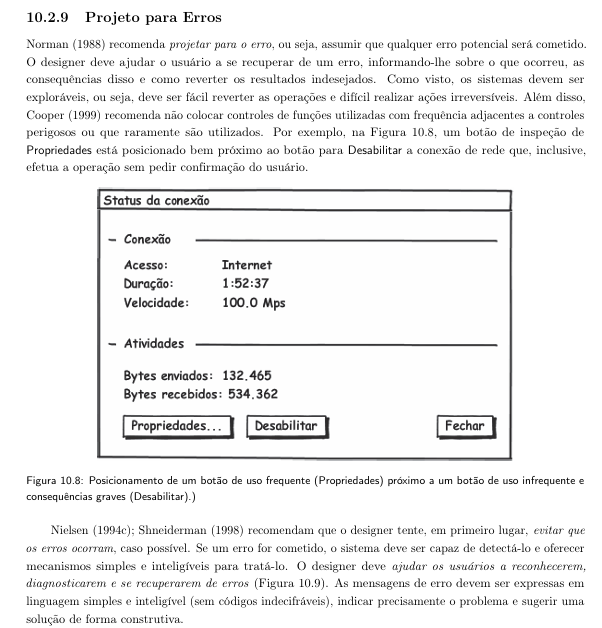 10.2.9 Projeto para Erros
Norman (1988) recomenda projetar para o erro, ou seja, assumir que qualquer erro potencial será cometido.
O designer deve ajudar o usuário a se recuperar de um erro, informando-lhe sobre o que ocorreu, as
consequências disso e como reverter os resultados indesejados. Como visto, os sistemas devem ser
exploráveis, ou seja, deve ser fácil reverter as operações e difícil realizar ações irreversíveis. Além disso,
Cooper (1999) recomenda não colocar controles de funções utilizadas com frequência adjacentes a controles
perigosos ou que raramente são utilizados. Por exemplo, na Figura 10.8, um botão de inspeção de
Propriedades está posicionado bem próximo ao botão para Desabilitar a conexão de rede que, inclusive,
efetua a operação sem pedir confirmação do usuário.
Status da conexão
Conexão
Acesso: Internet
Duração: 1:52:37
Velocidade: 100.0 Mps
Atividades
Bytes enviados: 132.465
Bytes recebidos: 534.362
Propriedades... Desabilitar Fechar
Figura 10.8: Posicionamento de um botão de uso frequente (Propriedades) próximo a um botão de uso infrequente e
consequências graves (Desabilitar).)
Nielsen (1994c); Shneiderman (1998) recomendam que o designer tente, em primeiro lugar, evitar que
os erros ocorram, caso possível. Se um erro for cometido, o sistema deve ser capaz de detectá-lo e oferecer
mecanismos simples e inteligíveis para tratá-lo. O designer deve ajudar os usuários a reconhecerem,
diagnosticarem e se recuperarem de erros (Figura 10.9). As mensagens de erro devem ser expressas em
linguagem simples e inteligível (sem códigos indecifráveis), indicar precisamente o problema e sugerir uma
solução de forma construtiva.